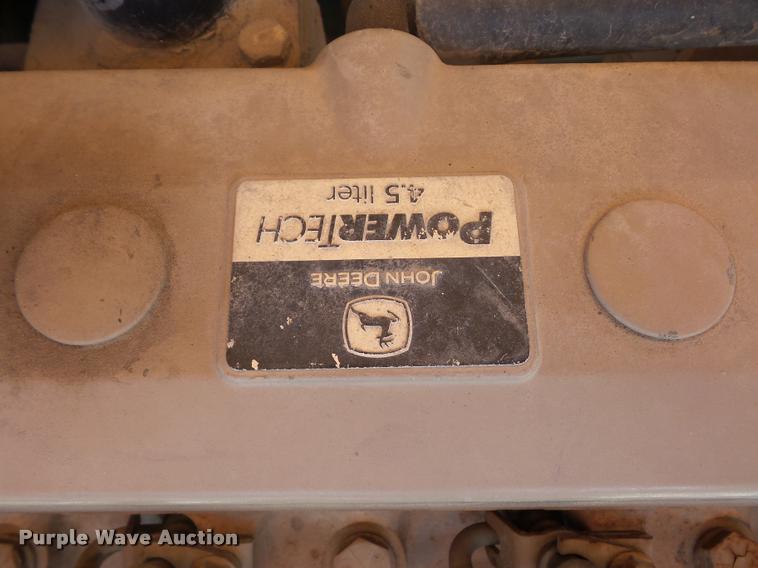 JOHN DEERE
POWERTECH
4.5 liter
Purple Wave Auction